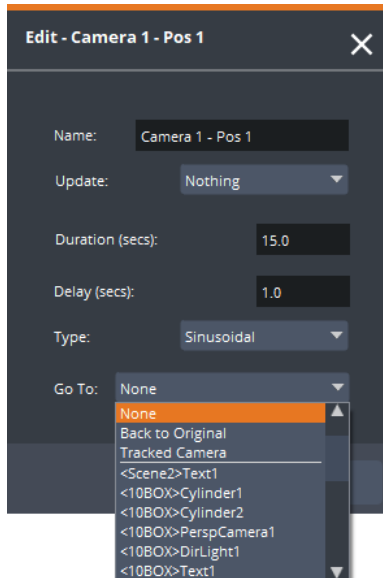 Edit - Camera 1 - Pos 1
Name: Camera 1 - Pos 1
Update: Nothing
Duration (secs): 15.0
Delay (secs): 1.0
Type: Sinusoidal
Go To: None
None
Back to Original
Tracked Camera
<Scene2>Text1
<10BOX>Cylinder1
<10BOX>Cylinder2
<10BOX>PerspCamera1
<10BOX>DirLight1
<10BOX>Text1